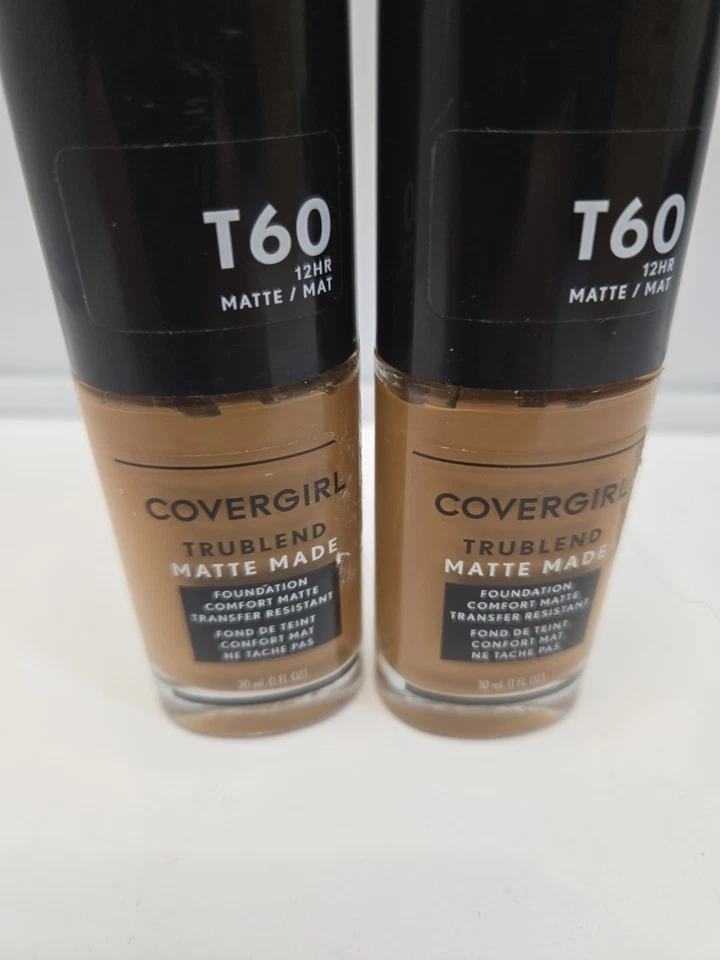 T60
12HR
MATTE / MAT
COVERGIRL
TRUBLEND
MATTE MADE
FOUNDATION
COMFORT MATTE
TRANSFER RESISTANT
FOND DE TEINT
CONFORT MAT
NE TACHE PAS
30 mL (1 FL OZ)
T60
12HR
MATTE / MAT
COVERGIRL
TRUBLEND
MATTE MADE
FOUNDATION
COMFORT MATTE
TRANSFER RESISTANT
FOND DE TEINT
CONFORT MAT
NE TACHE PAS
30 mL (1 FL OZ)